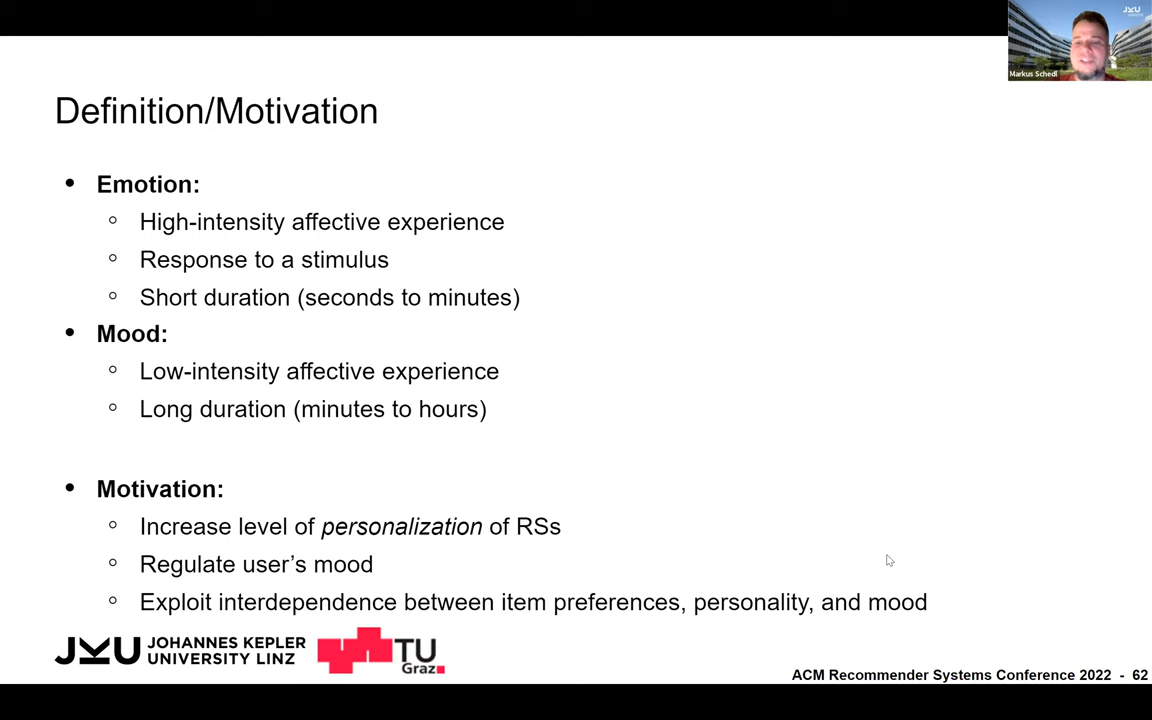 JKU
Markus Schedl
Definition/Motivation
• Emotion:
○ High-intensity affective experience
○ Response to a stimulus
○ Short duration (seconds to minutes)
• Mood:
○ Low-intensity affective experience
○ Long duration (minutes to hours)
• Motivation:
○ Increase level of personalization of RSs
○ Regulate user’s mood
○ Exploit interdependence between item preferences, personality, and mood
JKU JOHANNES KEPLER
UNIVERSITY LINZ
TU
Graz
ACM Recommender Systems Conference 2022 - 62